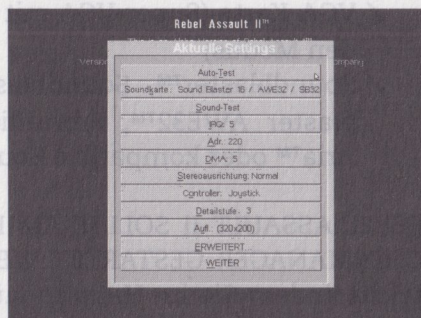 Rebel Assault II™
Aktuelle Settings
Auto-Test
Soundkarte: Sound Blaster 16 / AWE32 / SB32
Sound-Test
IRQ: 5
Adr.: 220
DMA: 5
Stereoausrichtung: Normal
Controller: Joystick
Detailstufe: 3
Aufl.: (320x200)
ERWEITERT...
WEITER